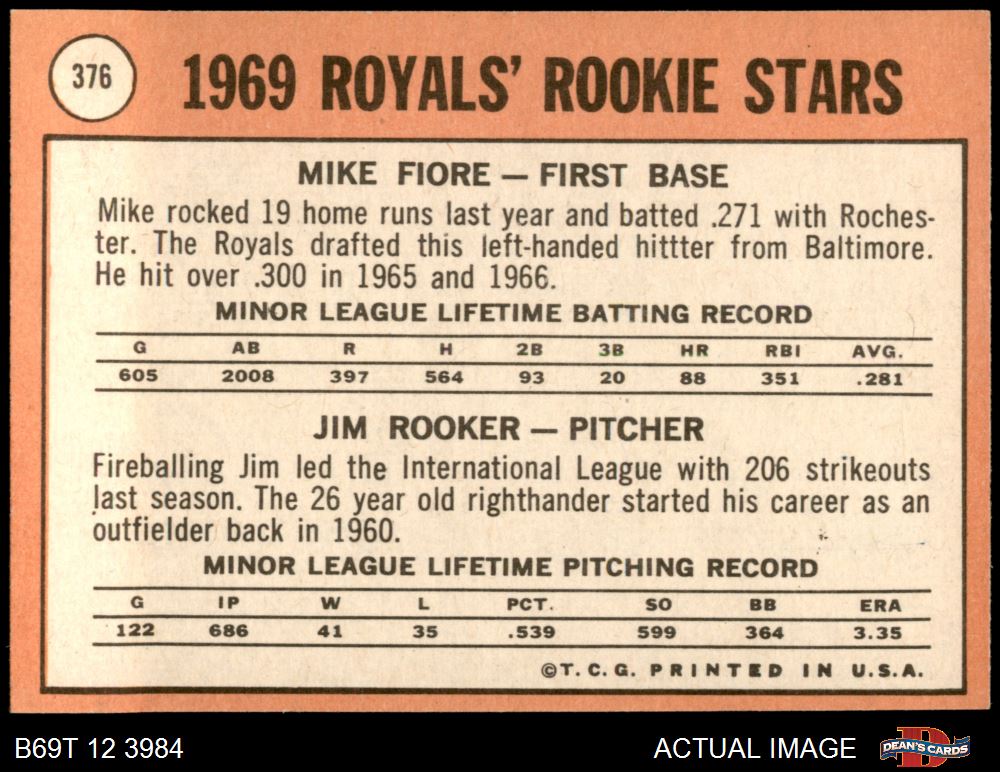 376
1969 ROYALS' ROOKIE STARS
MIKE FIORE — FIRST BASE
Mike rocked 19 home runs last year and batted .271 with Roches-
ter. The Royals drafted this left-handed hittter from Baltimore.
He hit over .300 in 1965 and 1966.
MINOR LEAGUE LIFETIME BATTING RECORD
G AB R H 2B 3B HR RBI AVG.
605 2008 397 564 93 20 88 351 .281
JIM ROOKER — PITCHER
Fireballing Jim led the International League with 206 strikeouts
last season. The 26 year old righthander started his career as an
outfielder back in 1960.
MINOR LEAGUE LIFETIME PITCHING RECORD
G IP W L PCT. SO BB ERA
122 686 41 35 .539 599 364 3.35
©T.C.G. PRINTED IN U.S.A.
B69T 12 3984
ACTUAL IMAGE
D
DEAN'S CARDS